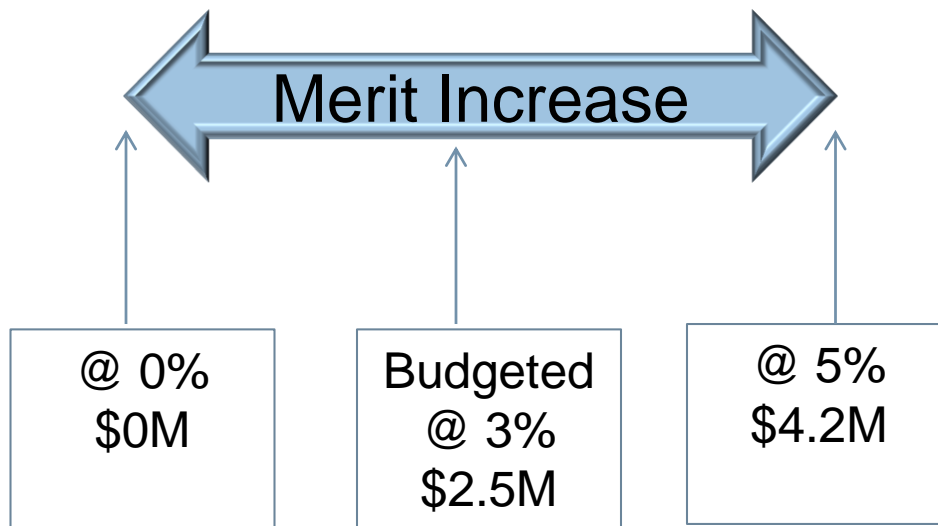 Merit Increase
@ 0%
$0M
Budgeted
@ 3%
$2.5M
@ 5%
$4.2M